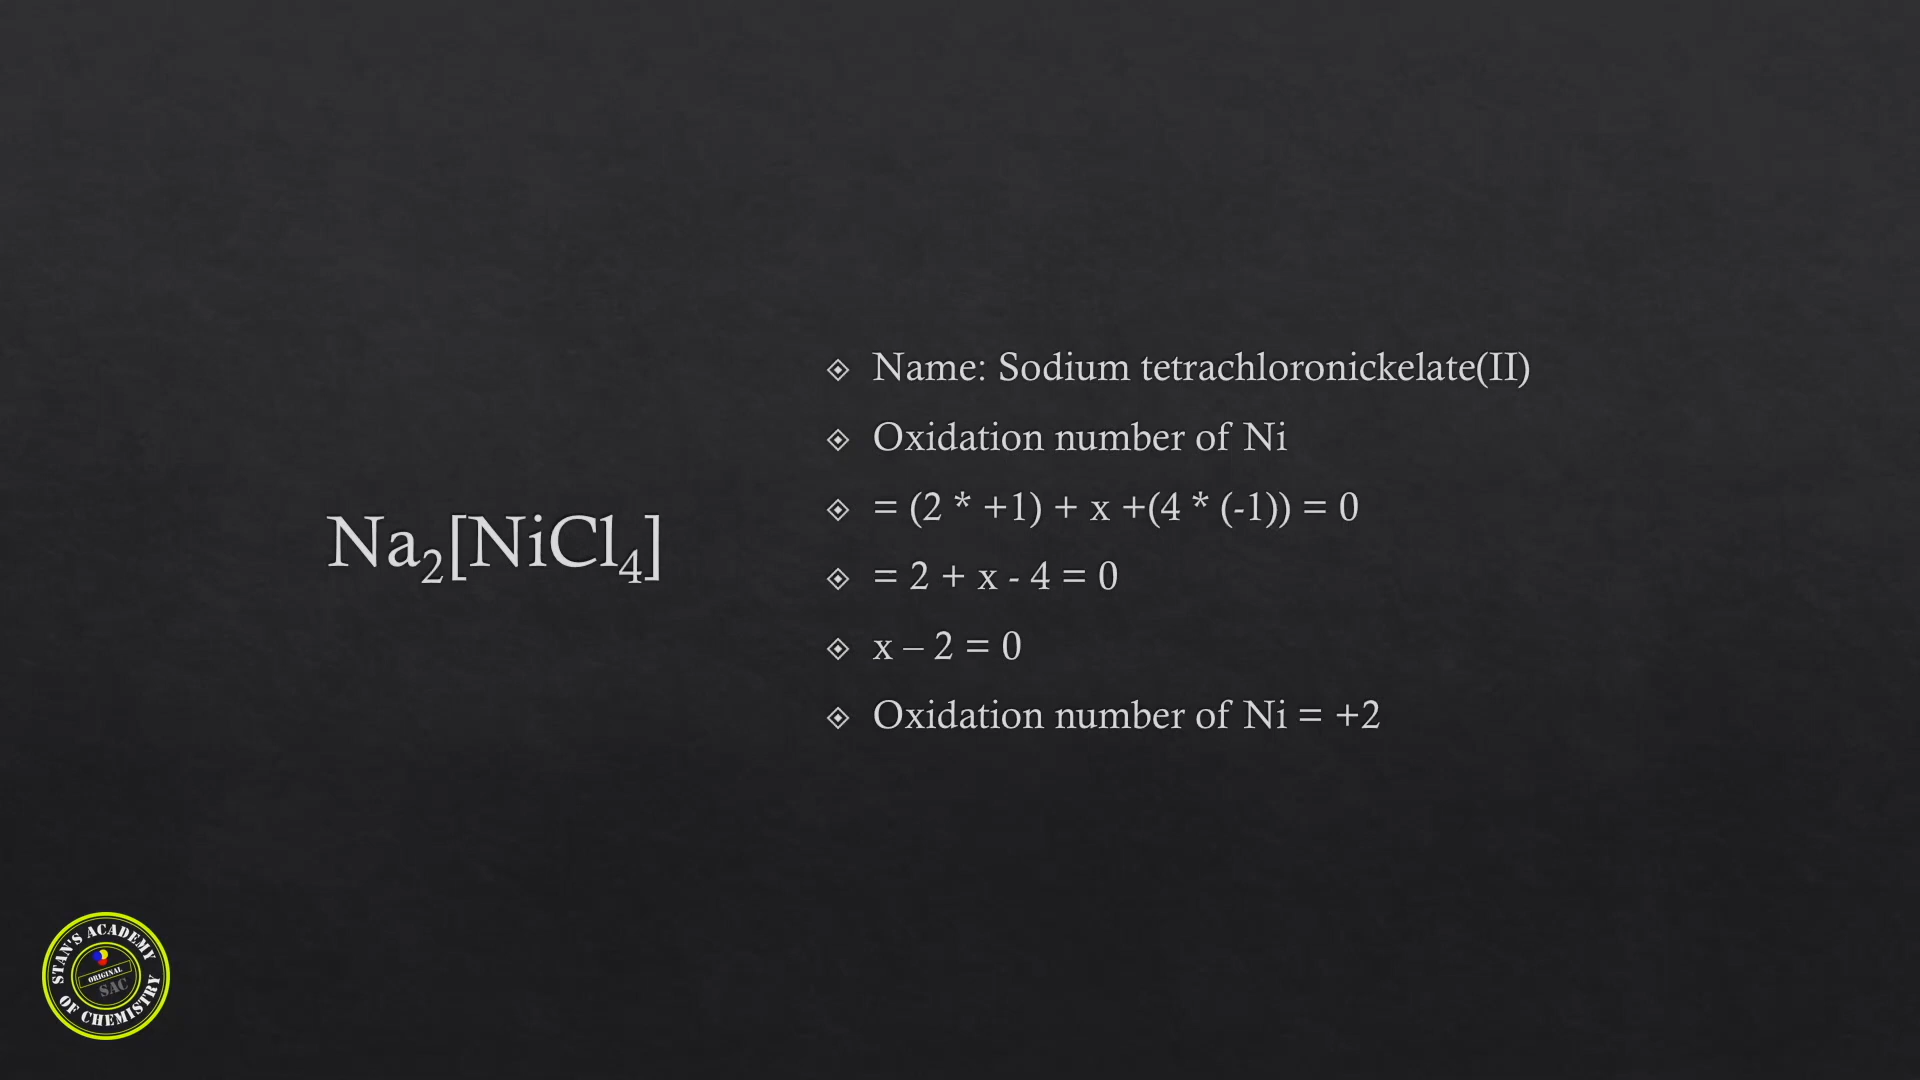 Na₂[NiCl₄]
Name: Sodium tetrachloronickelate(II)
Oxidation number of Ni
= (2 * +1) + x +(4 * (-1)) = 0
= 2 + x - 4 = 0
x – 2 = 0
Oxidation number of Ni = +2
STAN'S ACADEMY
ORIGINAL
SAC
OF CHEMISTRY